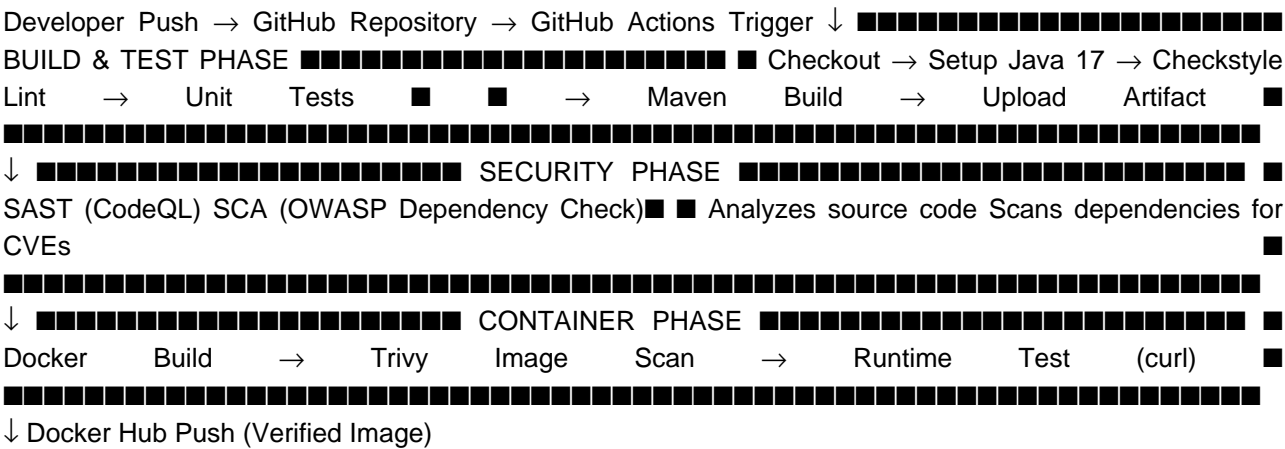 Developer Push → GitHub Repository → GitHub Actions Trigger ↓ ■■■■■■■■■■■■■■■■■■■■■
BUILD & TEST PHASE ■■■■■■■■■■■■■■■■■■■■■ ■ Checkout → Setup Java 17 → Checkstyle
Lint → Unit Tests ■ ■ → Maven Build → Upload Artifact ■
■■■■■■■■■■■■■■■■■■■■■■■■■■■■■■■■■■■■■■■■■■■■■■■■■■■■■■■■■■■■■■
↓ ■■■■■■■■■■■■■■■■■■■■■ SECURITY PHASE ■■■■■■■■■■■■■■■■■■■■■■■■■ ■
SAST (CodeQL) SCA (OWASP Dependency Check)■ ■ Analyzes source code Scans dependencies for
CVEs ■
■■■■■■■■■■■■■■■■■■■■■■■■■■■■■■■■■■■■■■■■■■■■■■■■■■■■■■■■■■■■■■
↓ ■■■■■■■■■■■■■■■■■■■■■ CONTAINER PHASE ■■■■■■■■■■■■■■■■■■■■■■■■ ■
Docker Build → Trivy Image Scan → Runtime Test (curl) ■
■■■■■■■■■■■■■■■■■■■■■■■■■■■■■■■■■■■■■■■■■■■■■■■■■■■■■■■■■■■■■■
↓ Docker Hub Push (Verified Image)